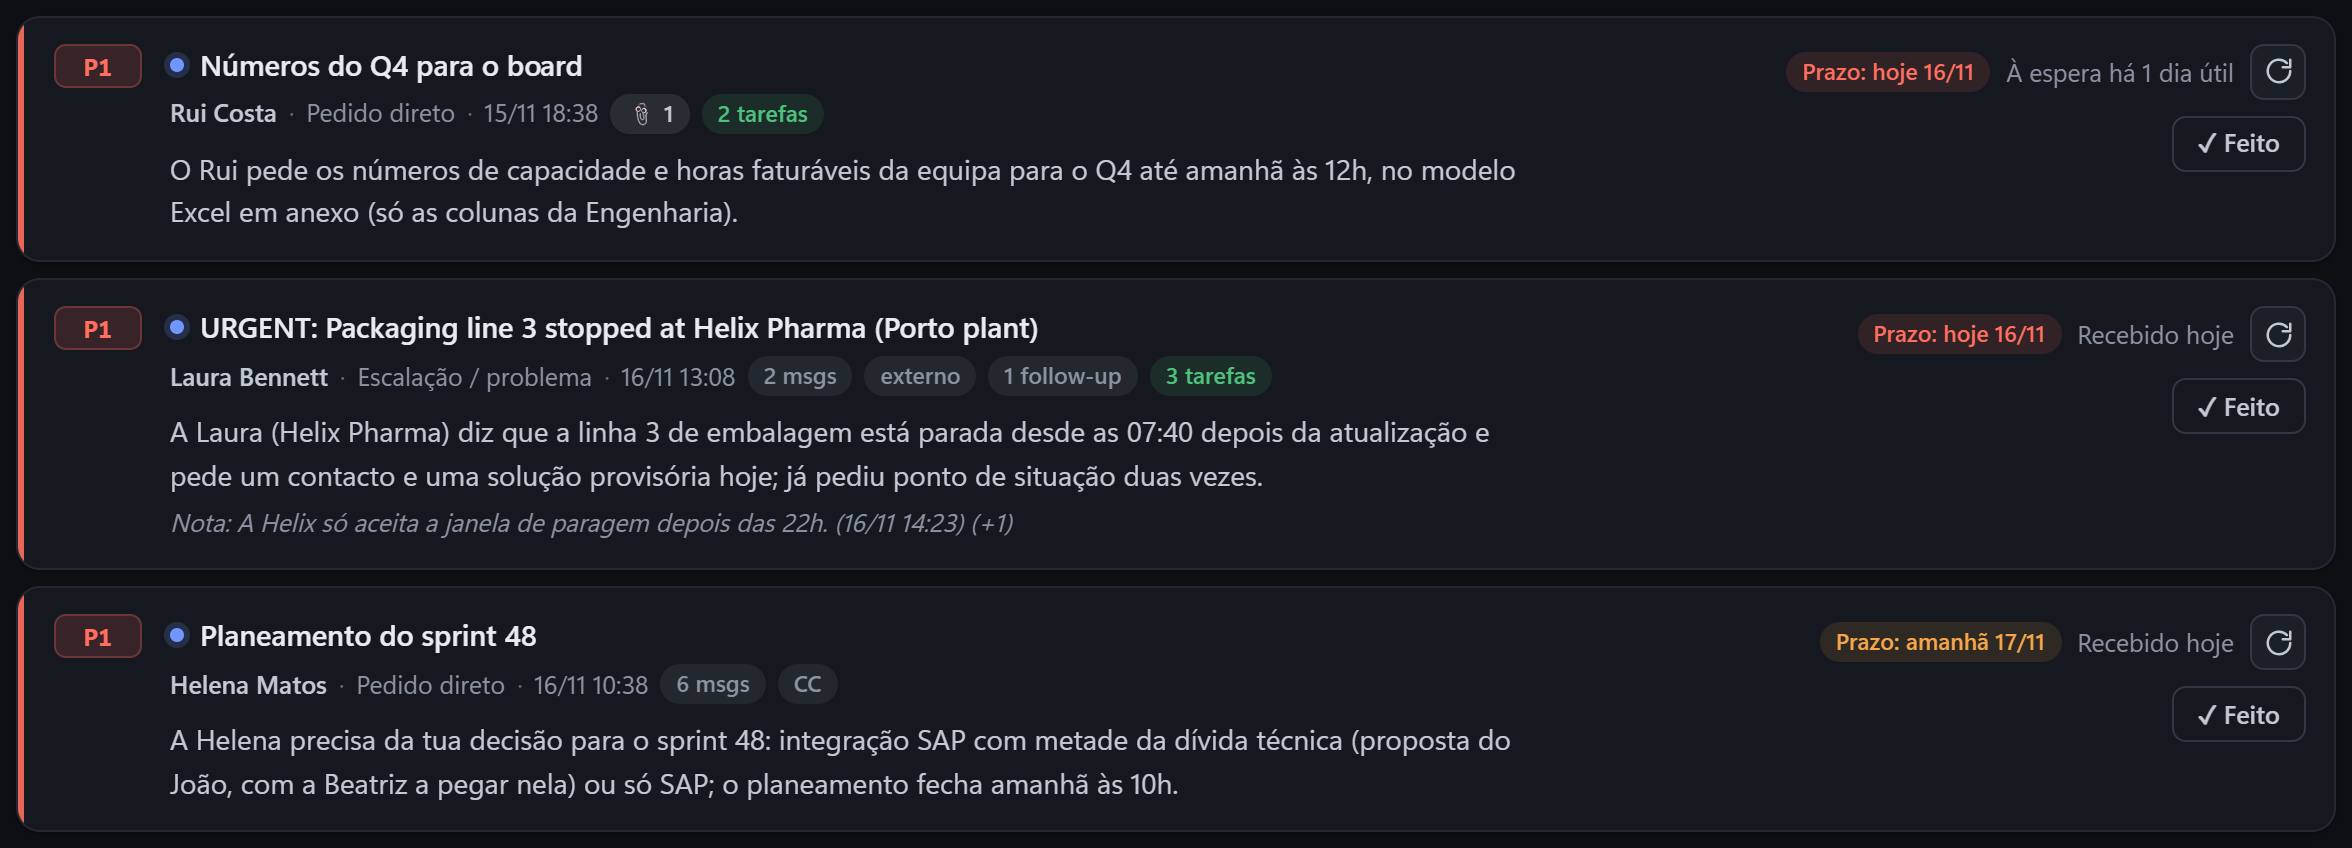 P1 Números do Q4 para o board Prazo: hoje 16/11 À espera há 1 dia útil
Rui Costa · Pedido direto · 15/11 18:38 1 2 tarefas ✓ Feito
O Rui pede os números de capacidade e horas faturáveis da equipa para o Q4 até amanhã às 12h, no modelo
Excel em anexo (só as colunas da Engenharia).
P1 URGENT: Packaging line 3 stopped at Helix Pharma (Porto plant) Prazo: hoje 16/11 Recebido hoje
Laura Bennett · Escalação / problema · 16/11 13:08 2 msgs externo 1 follow-up 3 tarefas ✓ Feito
A Laura (Helix Pharma) diz que a linha 3 de embalagem está parada desde as 07:40 depois da atualização e
pede um contacto e uma solução provisória hoje; já pediu ponto de situação duas vezes.
Nota: A Helix só aceita a janela de paragem depois das 22h. (16/11 14:23) (+1)
P1 Planeamento do sprint 48 Prazo: amanhã 17/11 Recebido hoje
Helena Matos · Pedido direto · 16/11 10:38 6 msgs CC ✓ Feito
A Helena precisa da tua decisão para o sprint 48: integração SAP com metade da dívida técnica (proposta do
João, com a Beatriz a pegar nela) ou só SAP; o planeamento fecha amanhã às 10h.